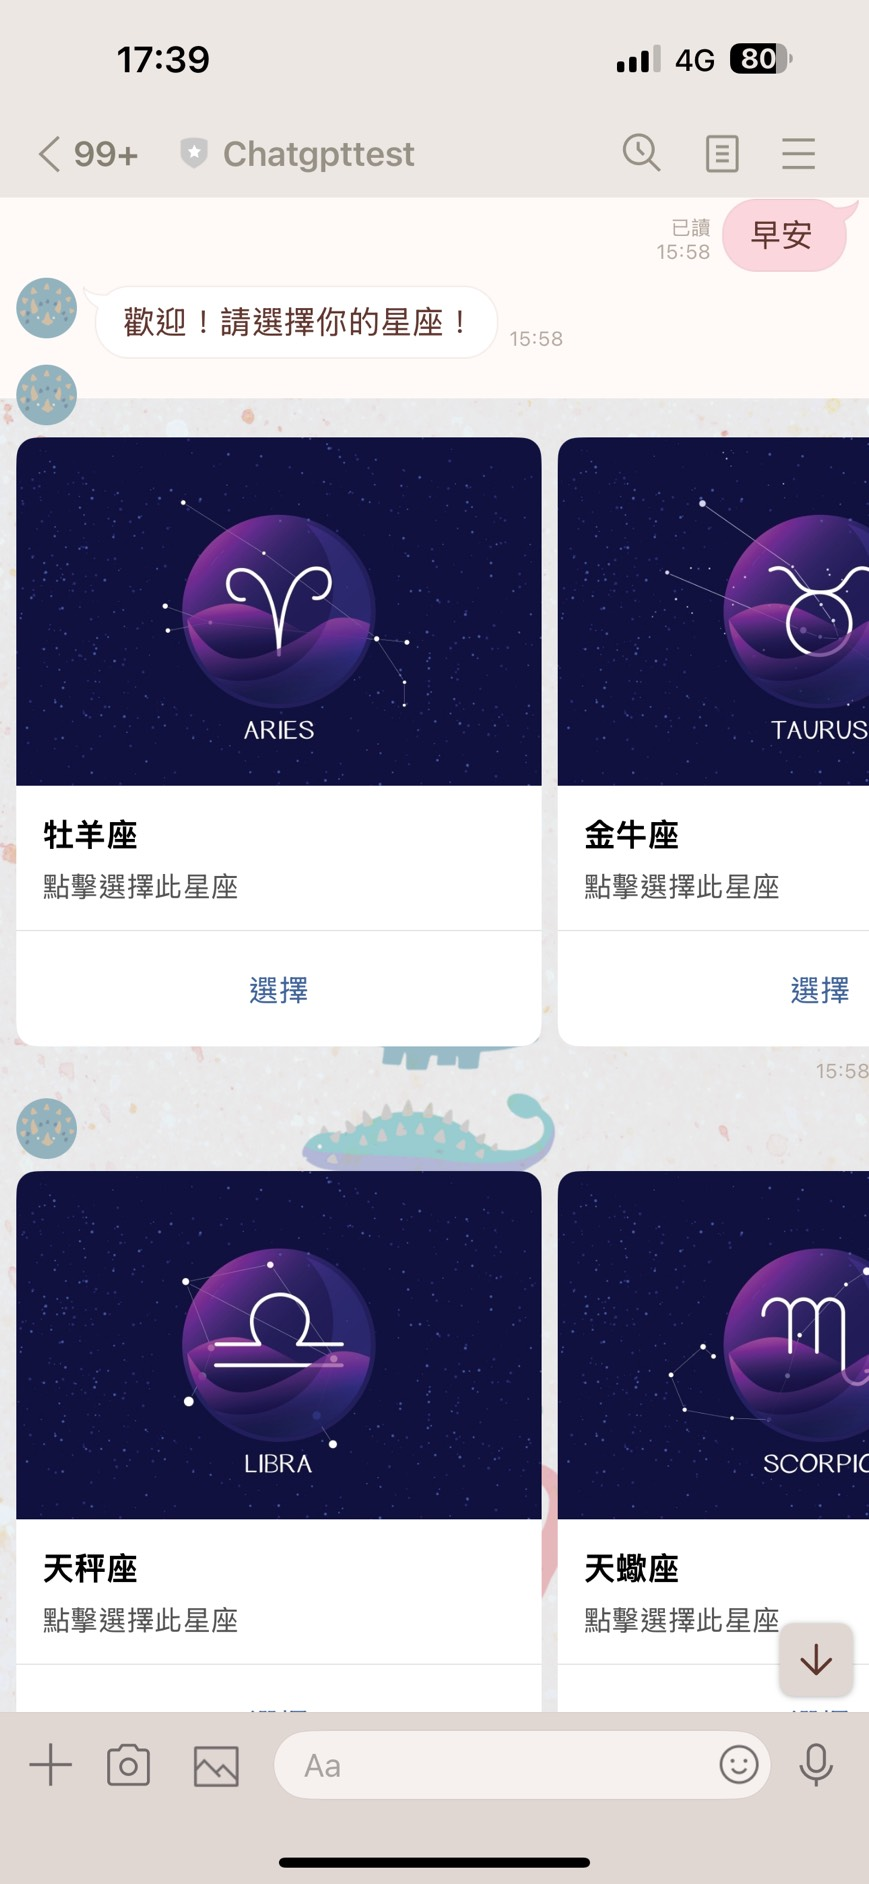 17:39
4G
80
99+
Chatgpttest
已讀
15:58
早安
歡迎！請選擇你的星座！
15:58
ARIES
TAURUS
牡羊座
金牛座
點擊選擇此星座
點擊選擇此星座
選擇
選擇
15:58
LIBRA
SCORPIO
天秤座
天蠍座
點擊選擇此星座
點擊選擇此星座
Aa